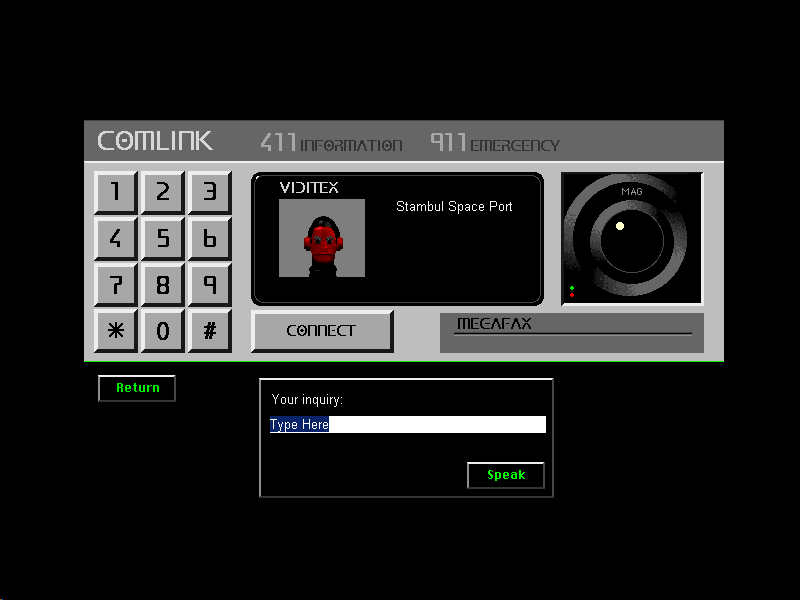 COMLINK 411 INFORMATION 911 EMERGENCY
1 2 3
4 5 6
7 8 9
* 0 #
VIDITEX
Stambul Space Port
MAG
CONNECT
MEGAFAX
Return
Your inquiry:
Type Here
Speak